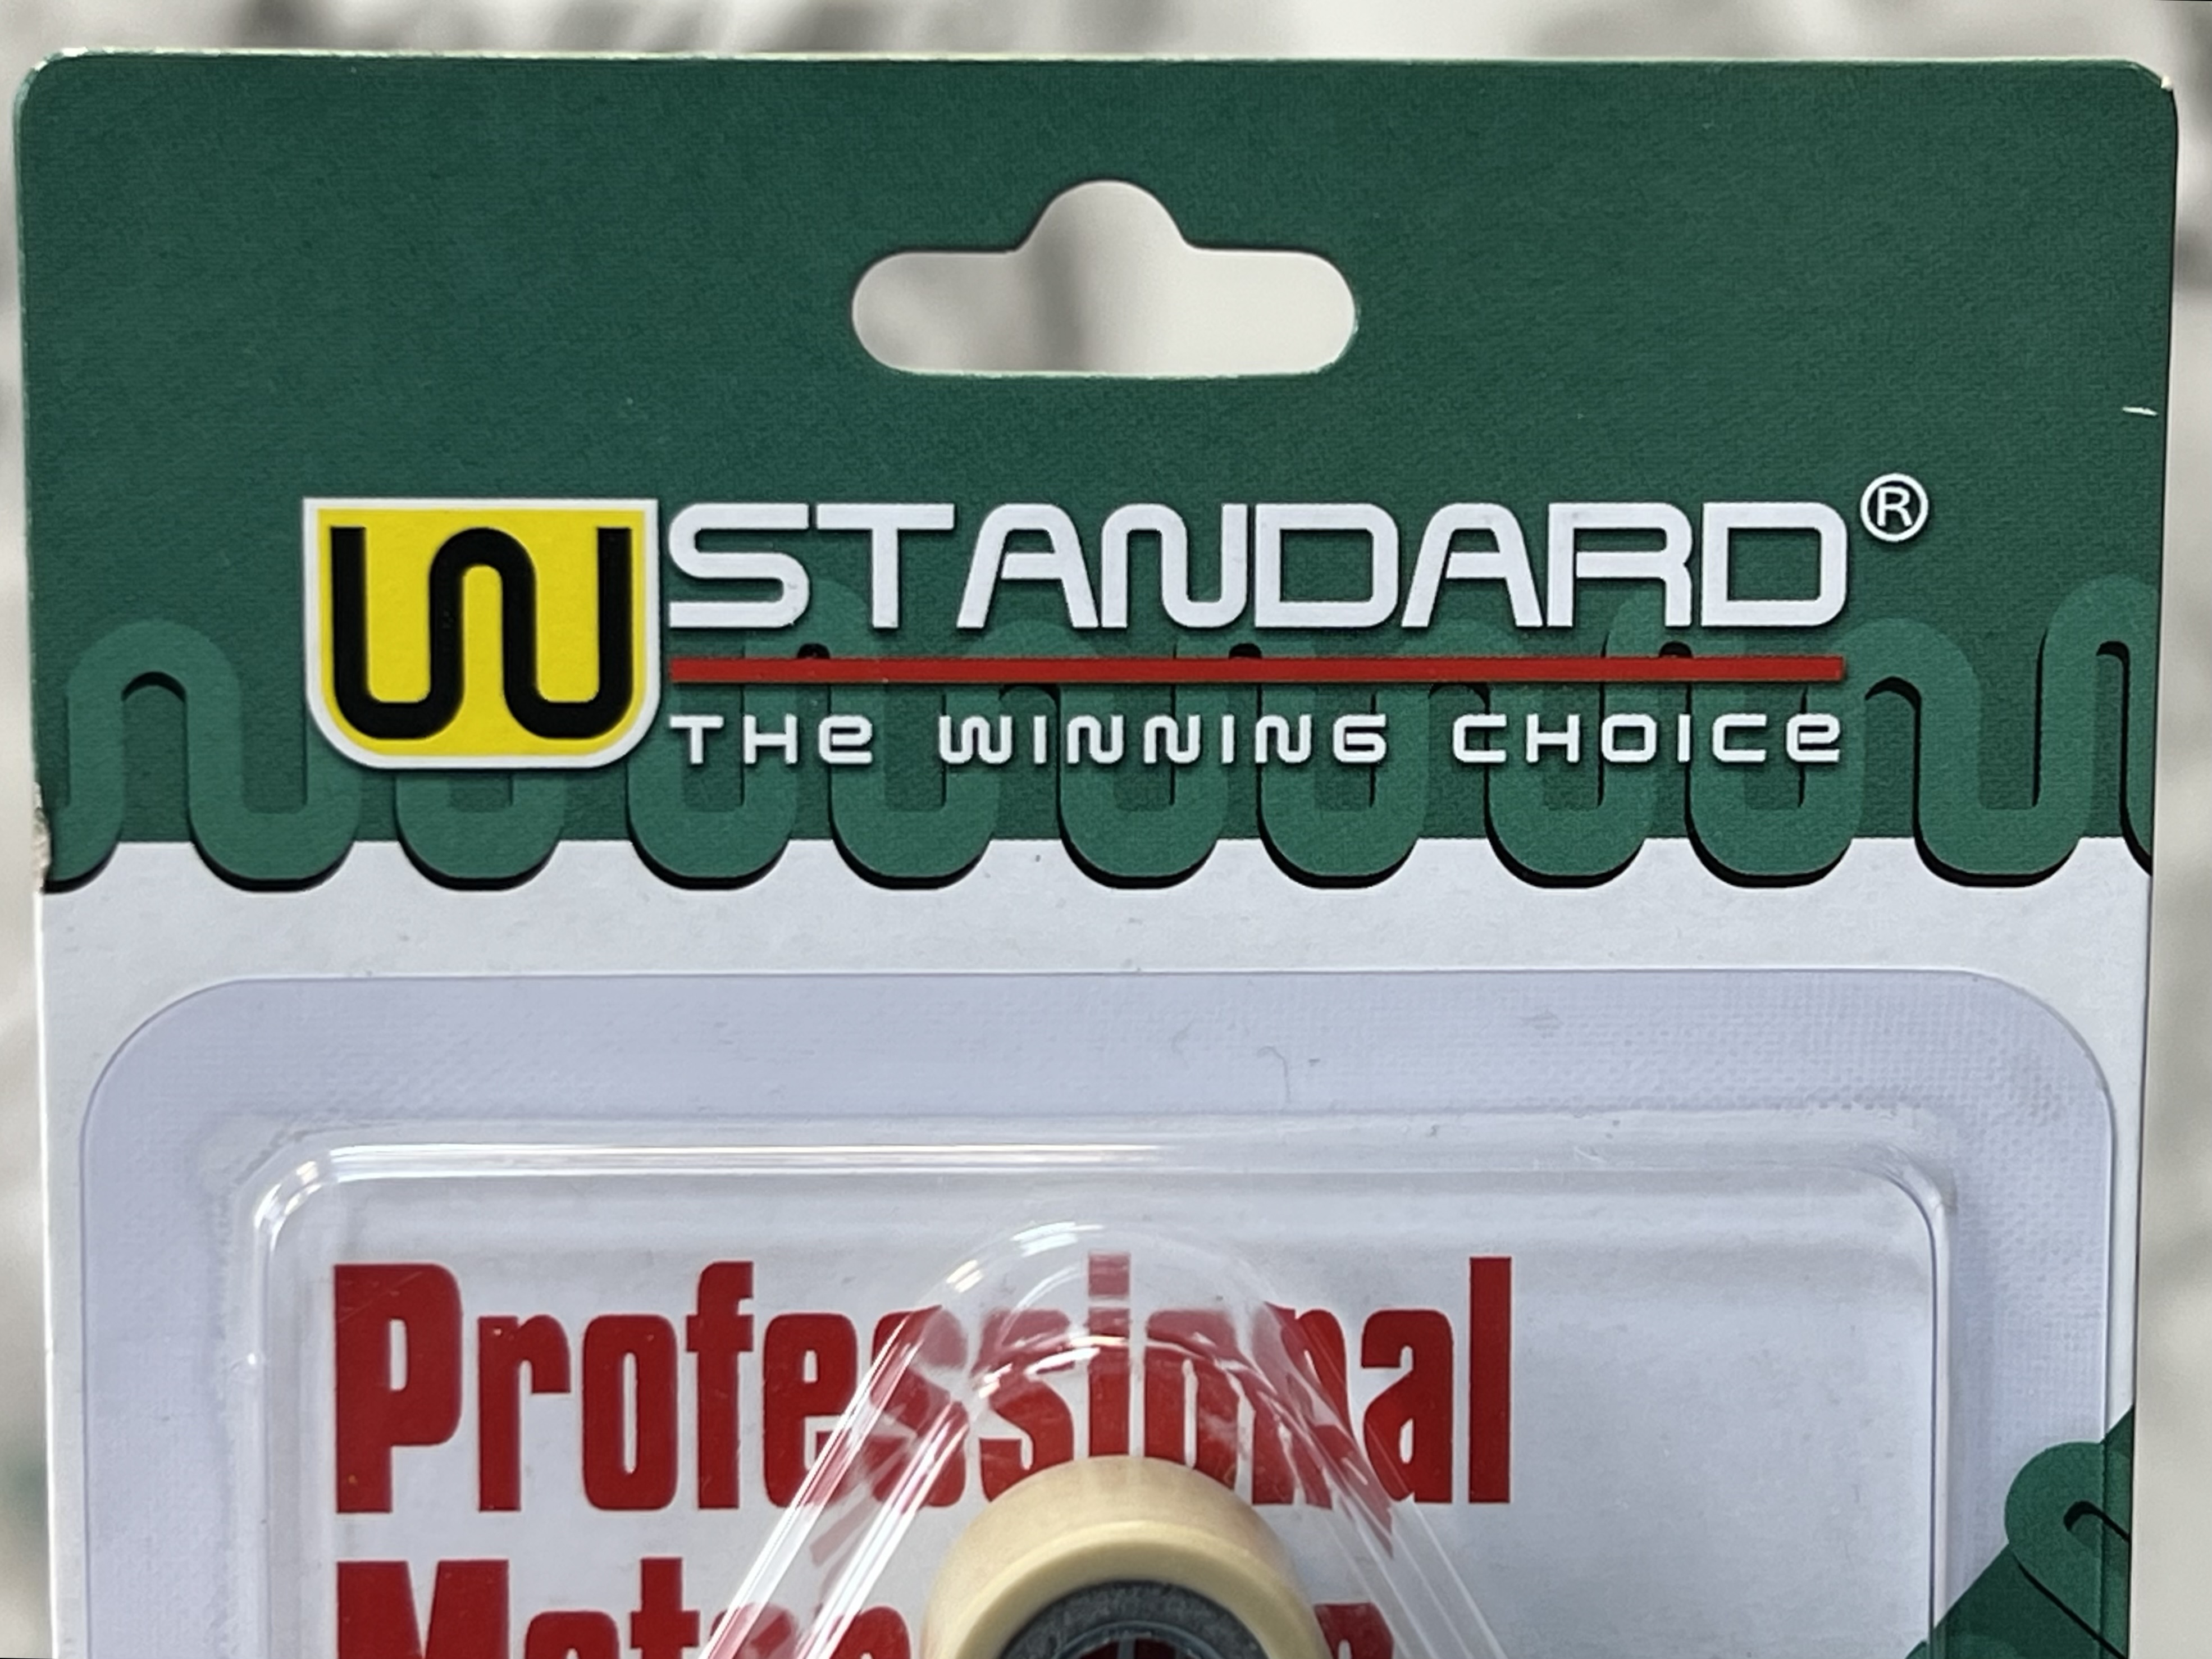 W STANDARD®
THe WINNING CHOICe
Professional